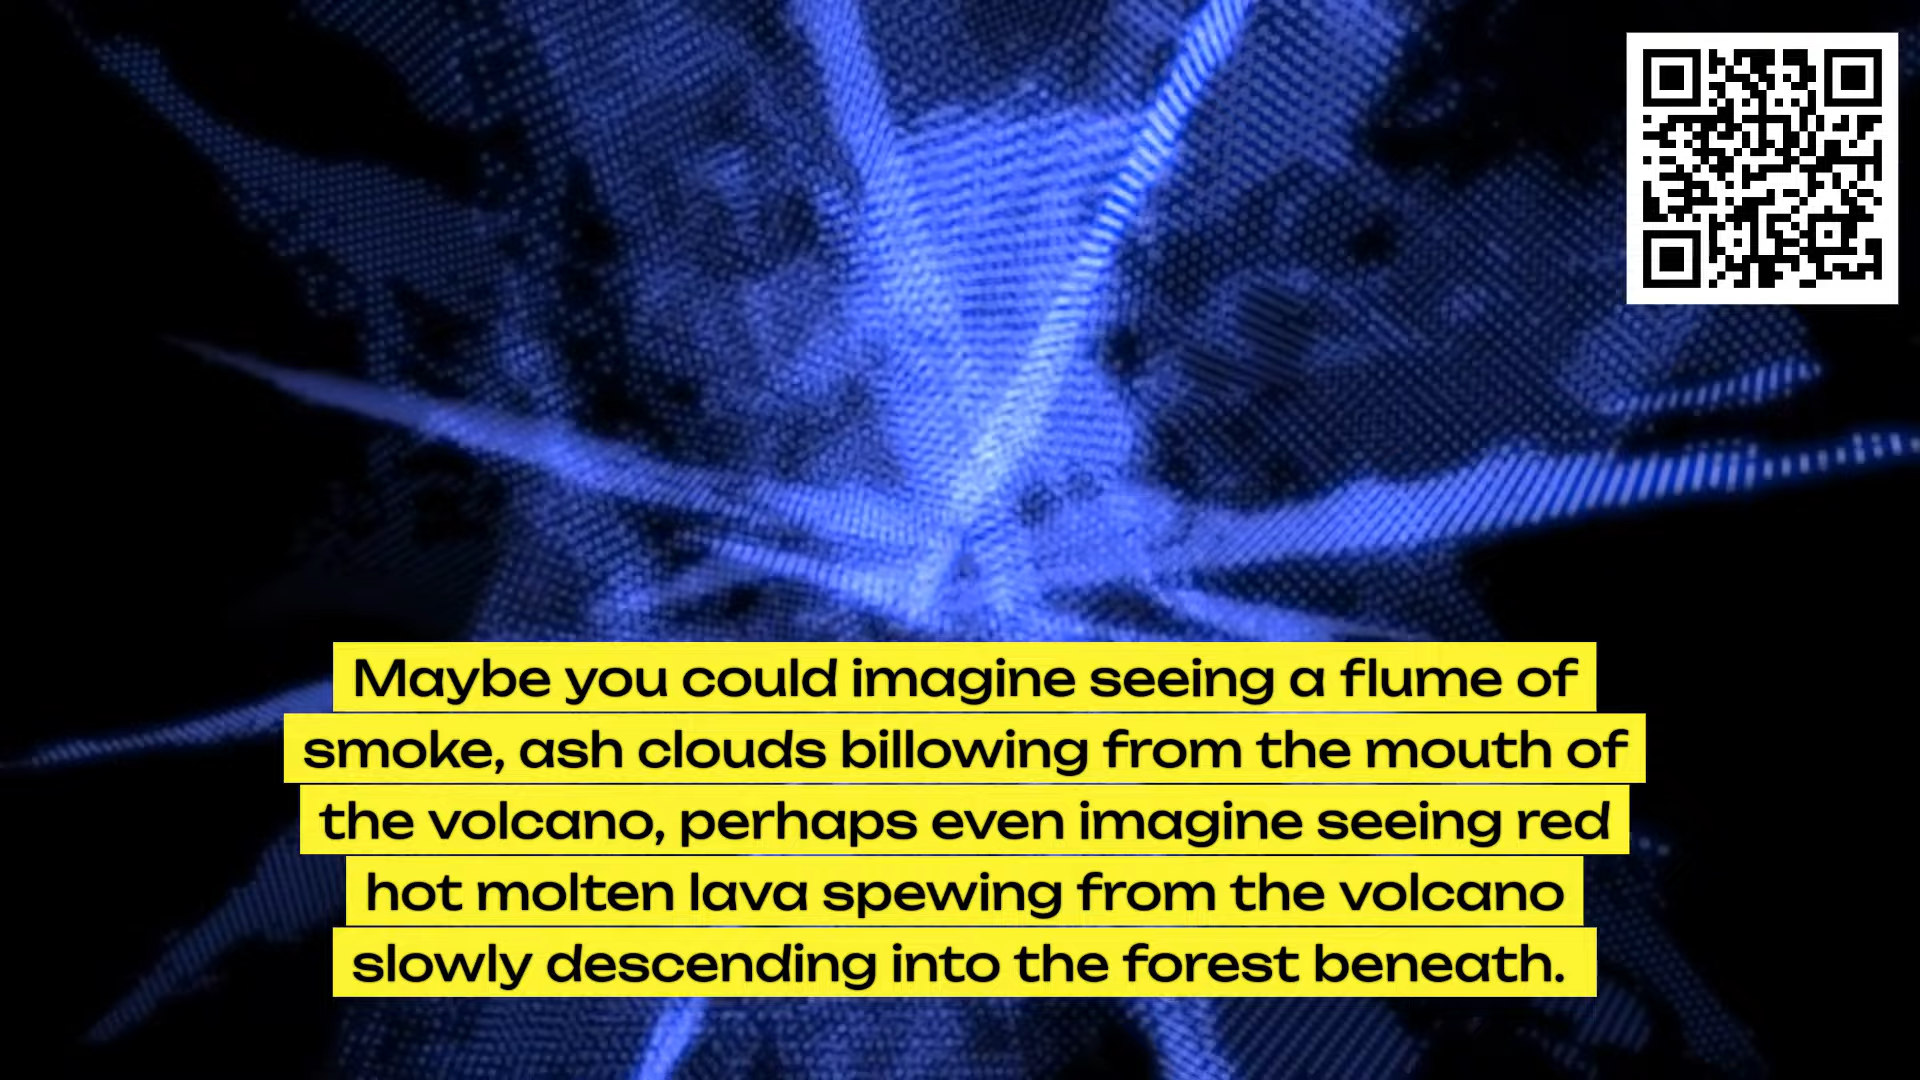 Maybe you could imagine seeing a flume of
smoke, ash clouds billowing from the mouth of
the volcano, perhaps even imagine seeing red
hot molten lava spewing from the volcano
slowly descending into the forest beneath.